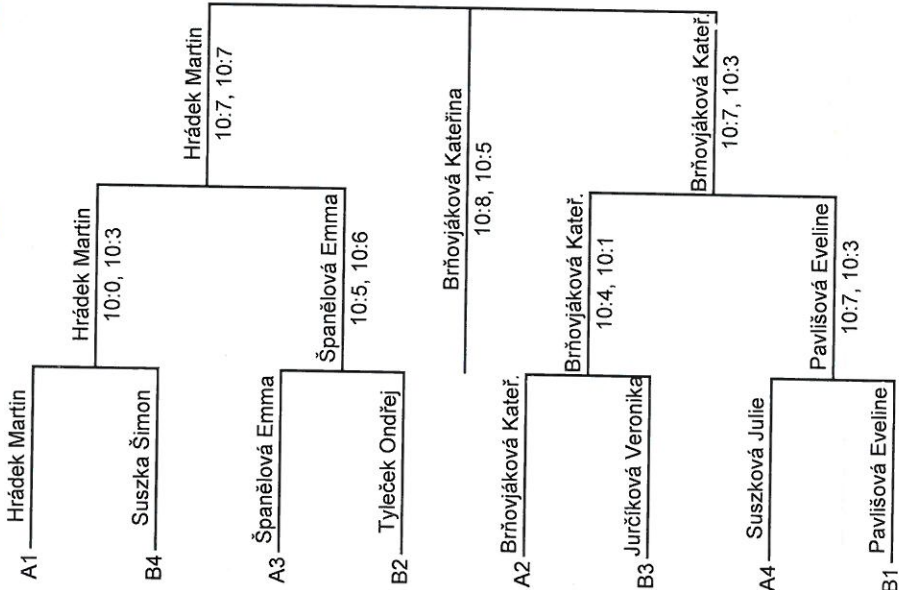 A1
Hrádek Martin
B4
Suszka Šimon
A3
Španělová Emma
B2
Tyleček Ondřej
A2
Brňovjáková Kateř.
B3
Jurčíková Veronika
A4
Suszková Julie
B1
Pavlišová Eveline
Hrádek Martin
10:0, 10:3
Španělová Emma
10:5, 10:6
Brňovjáková Kateř.
10:4, 10:1
Pavlišová Eveline
10:7, 10:3
Hrádek Martin
10:7, 10:7
Brňovjáková Kateř.
10:7, 10:3
Brňovjáková Kateřina
10:8, 10:5